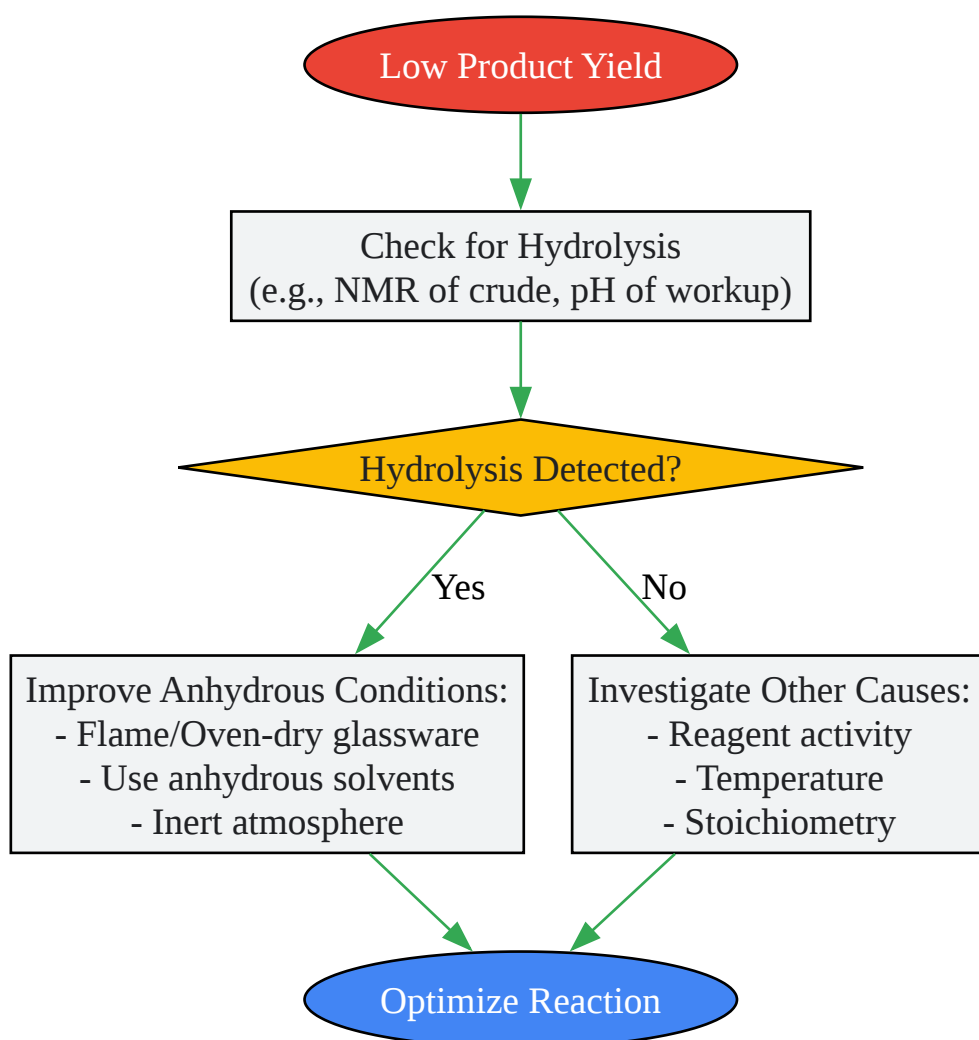 Low Product Yield
Check for Hydrolysis
(e.g., NMR of crude, pH of workup)
Hydrolysis Detected?
Yes
No
Improve Anhydrous Conditions:
- Flame/Oven-dry glassware
- Use anhydrous solvents
- Inert atmosphere
Investigate Other Causes:
- Reagent activity
- Temperature
- Stoichiometry
Optimize Reaction